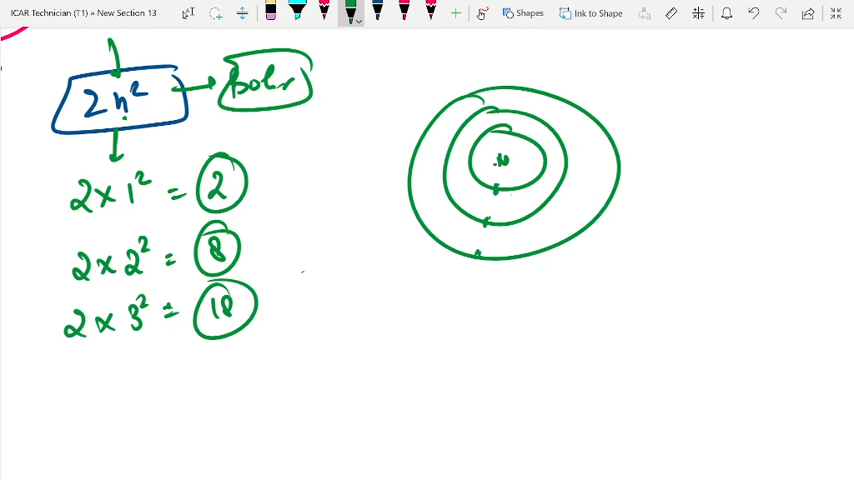 ICAR Technician (T1) » New Section 13
Shapes
Ink to Shape
2n² → Bohr
2 × 1² = 2
2 × 2² = 8
2 × 3² = 18